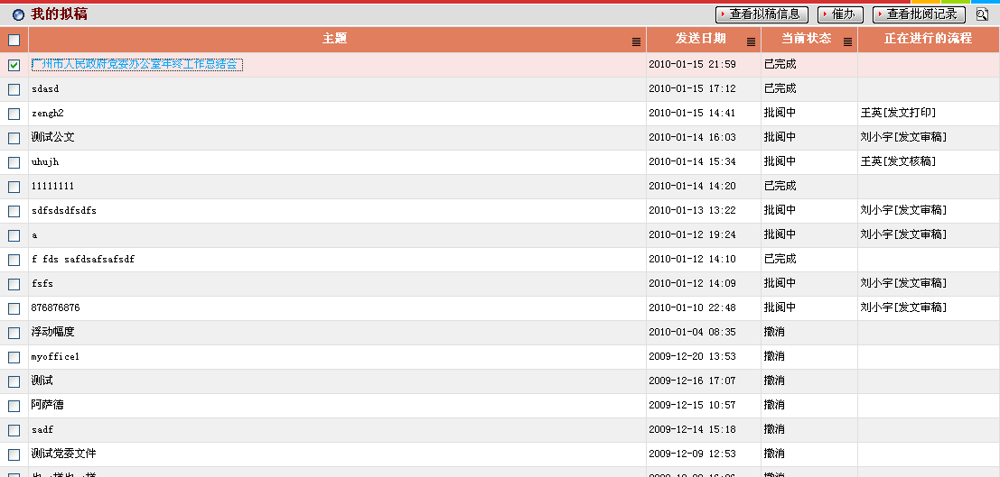 我的拟稿 查看拟稿信息 催办 查看批阅记录
主题 发送日期 当前状态 正在进行的流程
广州市人民政府党委办公室年终工作总结会 2010-01-15 21:59 已完成
sdasd 2010-01-15 17:12 已完成
zengh2 2010-01-15 14:41 批阅中 王英[发文打印]
测试公文 2010-01-14 16:03 批阅中 刘小宇[发文审稿]
uhujh 2010-01-14 15:34 批阅中 王英[发文核稿]
11111111 2010-01-14 14:20 已完成
sdfsdsdfsdfs 2010-01-13 13:22 批阅中 刘小宇[发文审稿]
a 2010-01-12 19:24 批阅中 刘小宇[发文审稿]
f fds safdsafsafsdf 2010-01-12 14:10 已完成
fsfs 2010-01-12 14:09 批阅中 刘小宇[发文审稿]
876876876 2010-01-10 22:48 批阅中 刘小宇[发文审稿]
浮动幅度 2010-01-04 08:35 撤消
myoffice1 2009-12-20 13:53 撤消
测试 2009-12-16 17:07 撤消
阿萨德 2009-12-15 10:57 撤消
sadf 2009-12-14 15:18 撤消
测试党委文件 2009-12-09 12:53 撤消
撤消